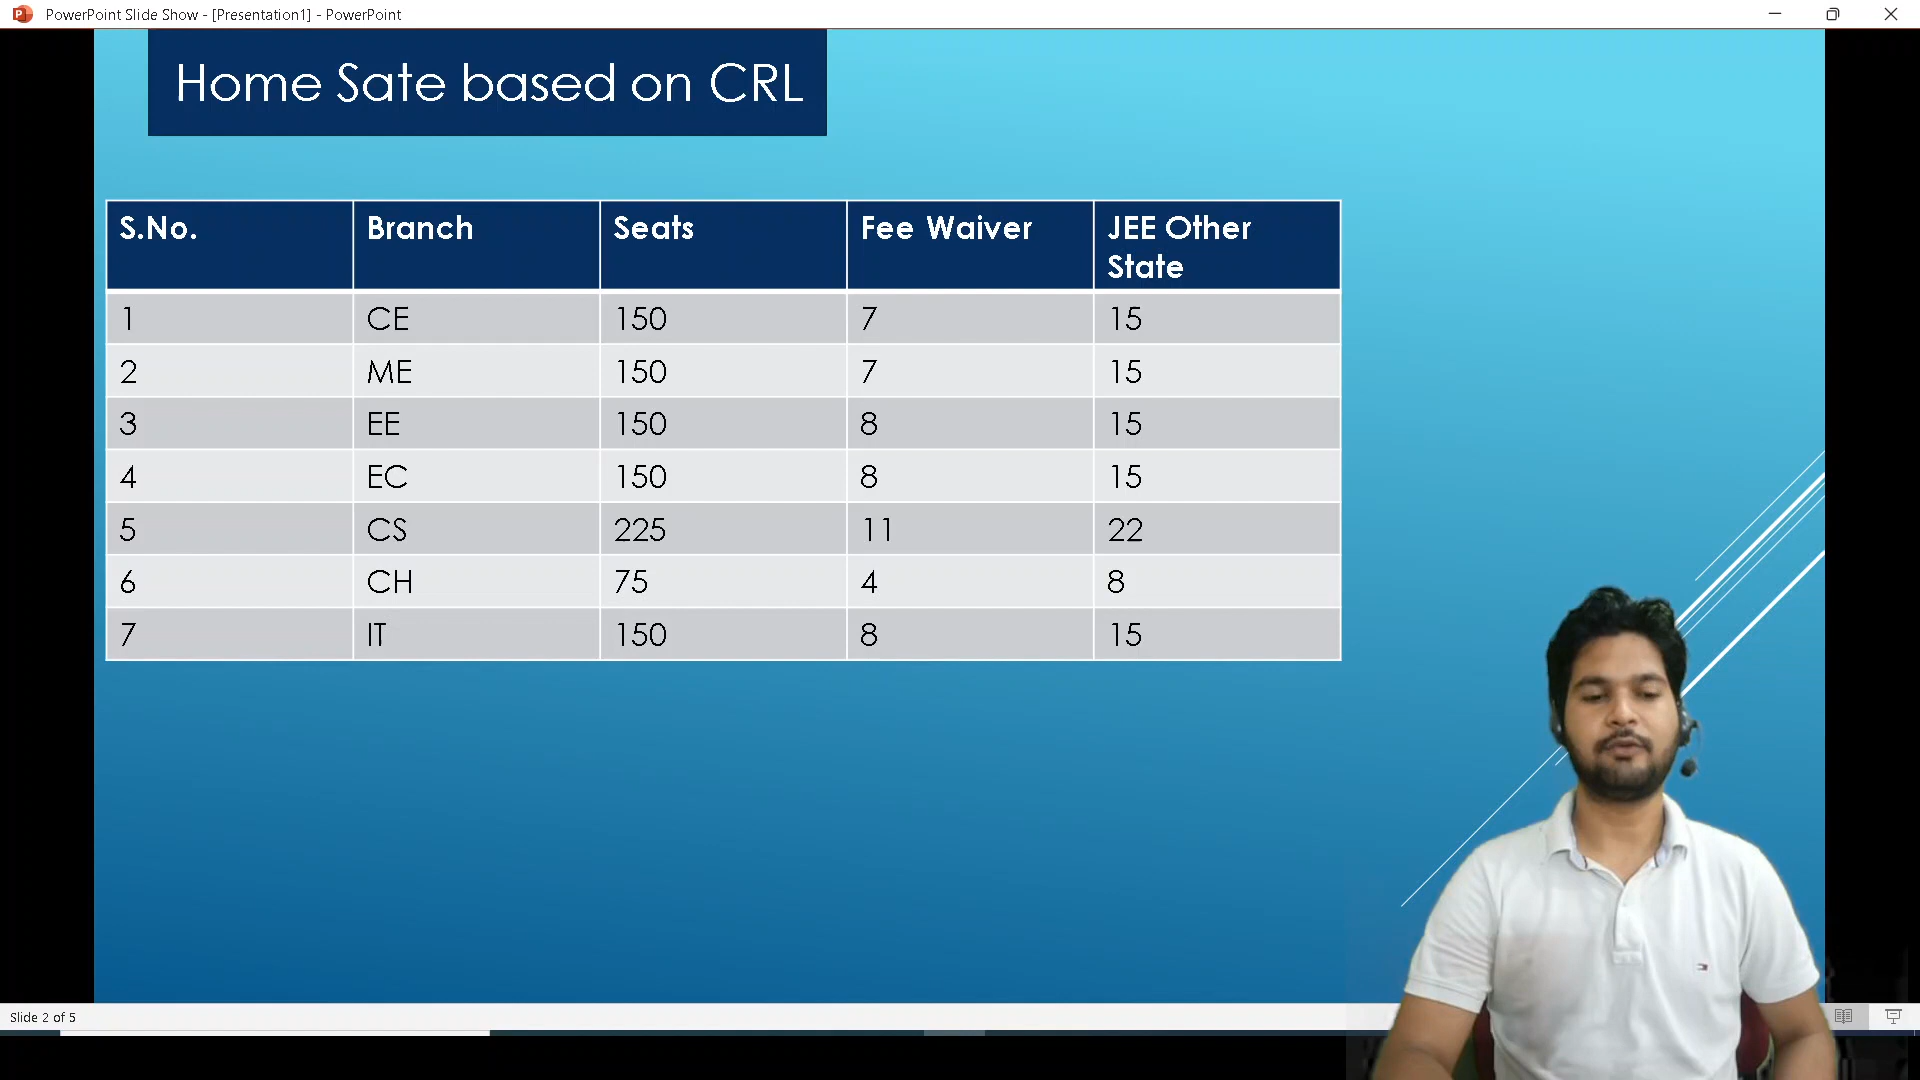 PowerPoint Slide Show - [Presentation1] - PowerPoint
Home Sate based on CRL
S.No. Branch Seats Fee Waiver JEE Other State
1 CE 150 7 15
2 ME 150 7 15
3 EE 150 8 15
4 EC 150 8 15
5 CS 225 11 22
6 CH 75 4 8
7 IT 150 8 15
Slide 2 of 5